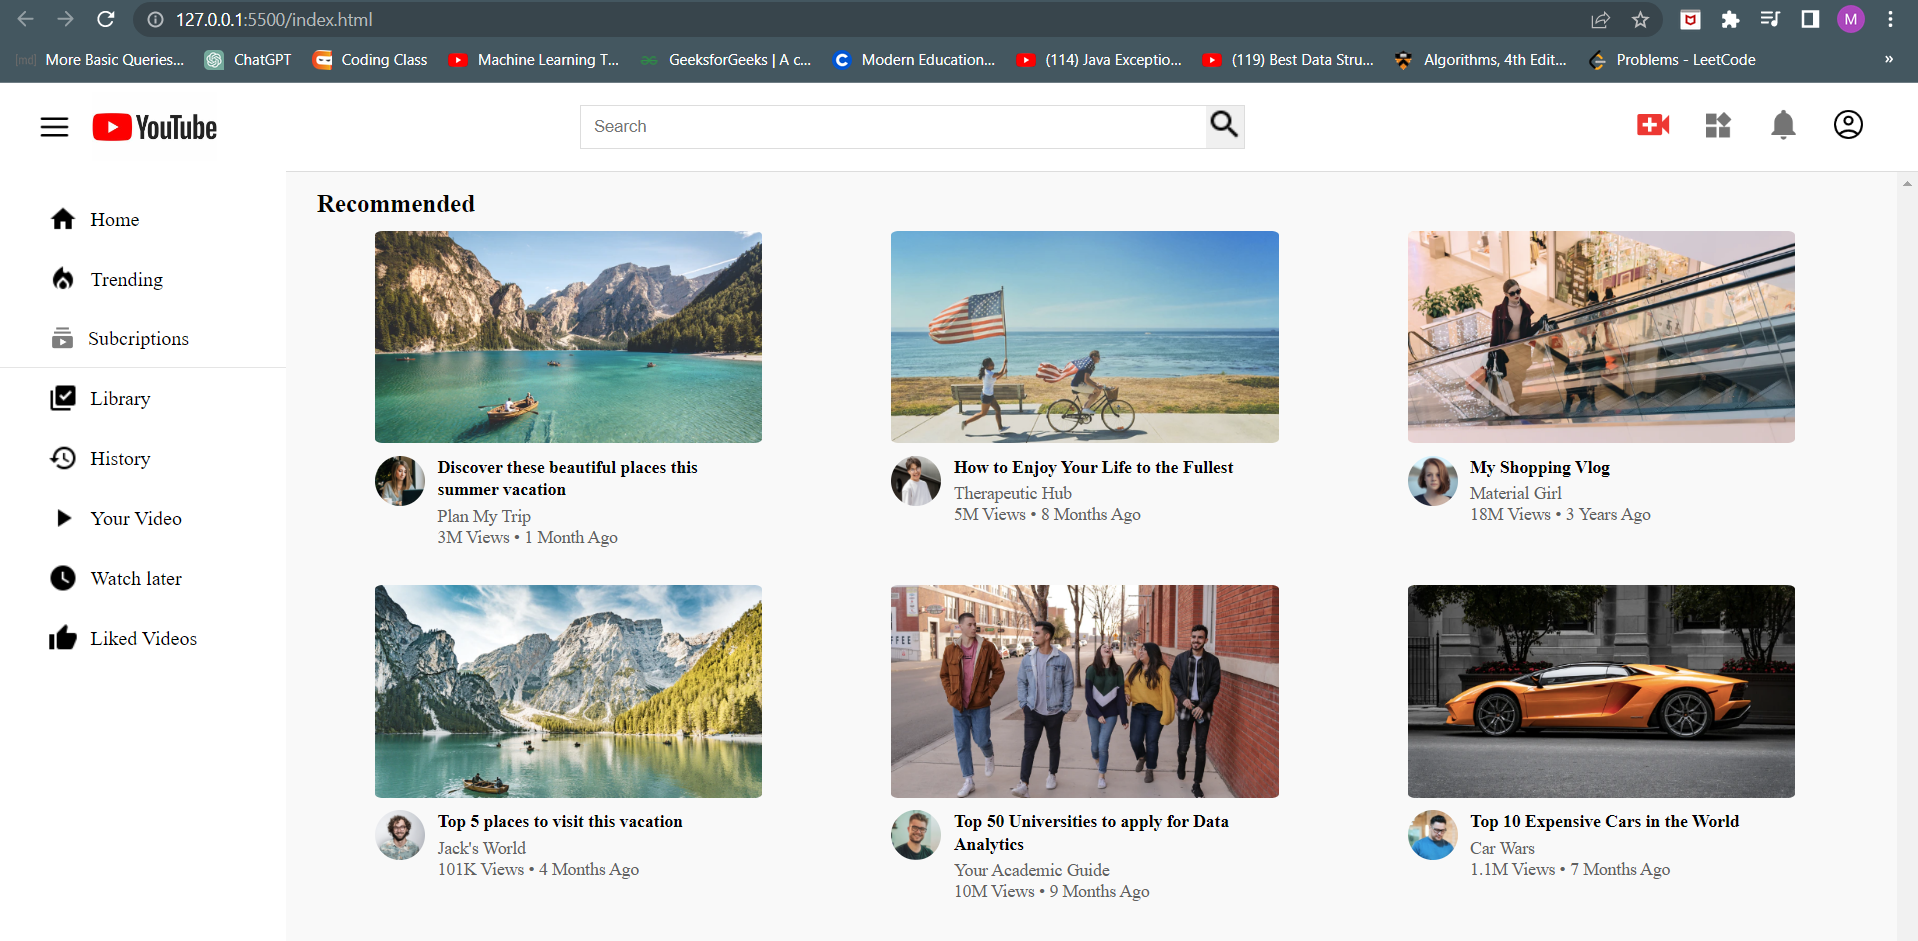 127.0.0.1:5500/index.html
M
[md] More Basic Queries...
ChatGPT
Coding Class
Machine Learning T...
GeeksforGeeks | A c...
Modern Education...
(114) Java Exceptio...
(119) Best Data Stru...
Algorithms, 4th Edit...
Problems - LeetCode
»
YouTube
Search
Home
Trending
Subcriptions
Library
History
Your Video
Watch later
Liked Videos
Recommended
Discover these beautiful places this
summer vacation
Plan My Trip
3M Views • 1 Month Ago
How to Enjoy Your Life to the Fullest
Therapeutic Hub
5M Views • 8 Months Ago
My Shopping Vlog
Material Girl
18M Views • 3 Years Ago
FFEE
Top 5 places to visit this vacation
Jack's World
101K Views • 4 Months Ago
Top 50 Universities to apply for Data
Analytics
Your Academic Guide
10M Views • 9 Months Ago
Top 10 Expensive Cars in the World
Car Wars
1.1M Views • 7 Months Ago